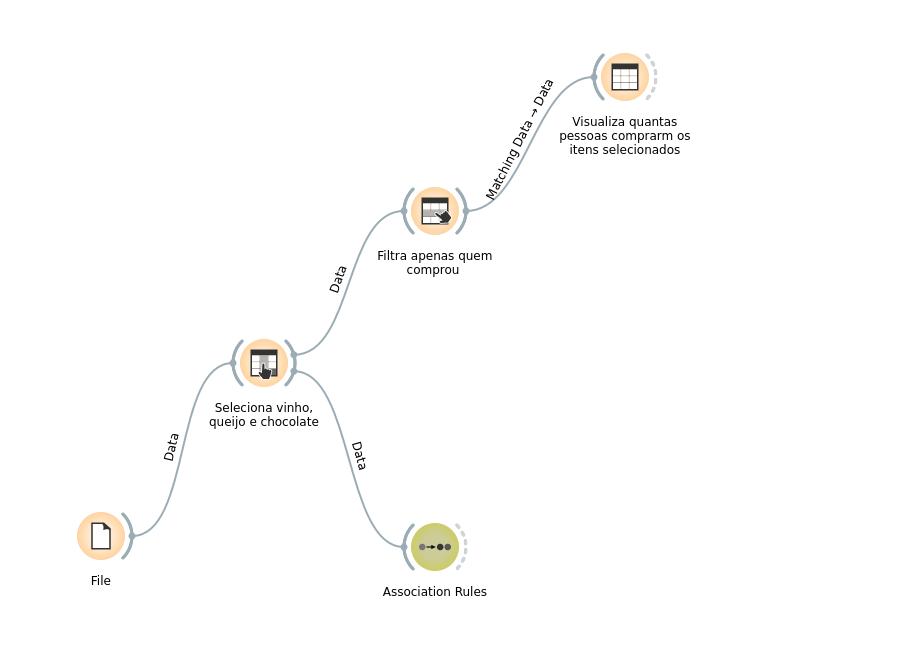 Visualiza quantas
pessoas comprarm os
itens selecionados
Matching Data → Data
Filtra apenas quem
comprou
Data
Seleciona vinho,
queijo e chocolate
Data
Data
File
Association Rules